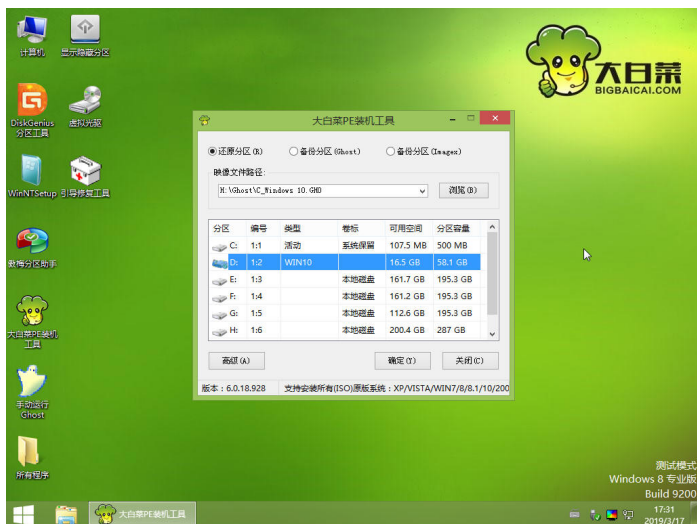 计算机
显示隐藏分区
DiskGenius
分区工具
虚拟光驱
WinNTSetup
引导修复工具
傲梅分区助手
大白菜PE装机
工具
手动运行
Ghost
所有程序
大白菜
BIGBAICAI.COM
大白菜PE装机工具
还原分区 (R)
备份分区 (Ghost)
备份分区 (Imagex)
映像文件路径:
H:\Ghost\C_Windows 10.GHO
浏览 (B)
分区 编号 类型 卷标 可用空间 分区容量
C: 1:1 活动 系统保留 107.5 MB 500 MB
D: 1:2 WIN10 16.5 GB 58.1 GB
E: 1:3 本地磁盘 161.7 GB 195.3 GB
F: 1:4 本地磁盘 161.2 GB 195.3 GB
G: 1:5 本地磁盘 112.6 GB 195.3 GB
H: 1:6 本地磁盘 200.4 GB 287 GB
高级 (A)
确定 (Y)
关闭 (C)
版本：6.0.18.928
支持安装所有(ISO)原版系统：XP/VISTA/WIN7/8/8.1/10/200
测试模式
Windows 8 专业版
Build 9200
大白菜PE装机工具
17:31
2019/3/17